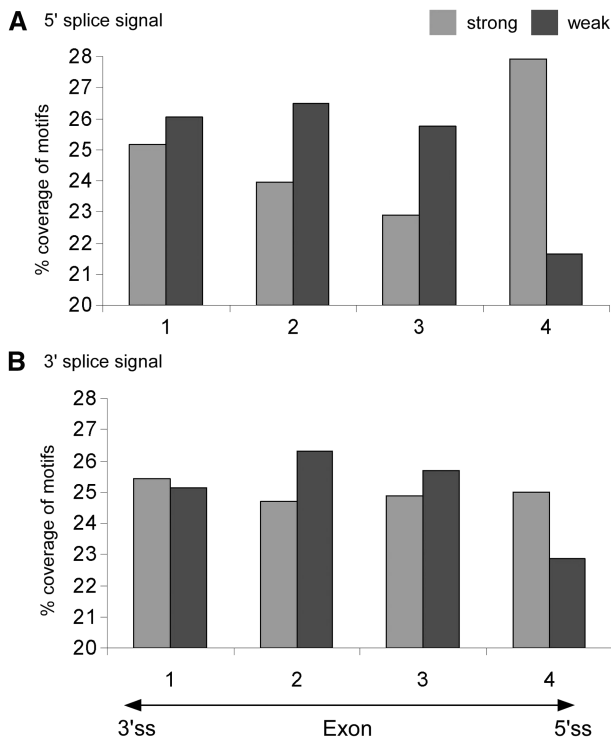 A 5' splice signal
strong weak
% coverage of motifs
28
27
26
25
24
23
22
21
20
1 2 3 4
B 3' splice signal
% coverage of motifs
28
27
26
25
24
23
22
21
20
1 2 3 4
3'ss Exon 5'ss